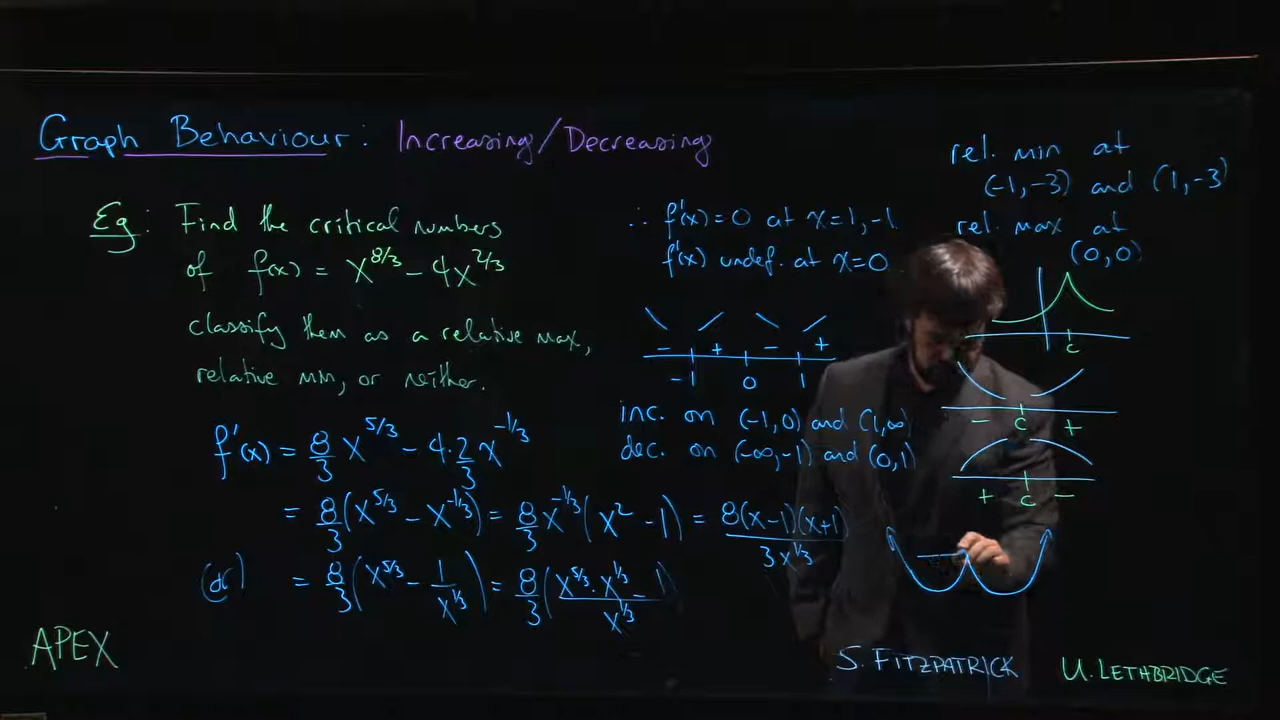 Graph Behaviour: Increasing/Decreasing
Eg: Find the critical numbers
of f(x) = x^{8/3} - 4x^{2/3}
classify them as a relative max,
relative min, or neither.
f'(x) = 8/3 x^{5/3} - 4·2/3 x^{-1/3}
= 8/3(x^{5/3} - x^{-1/3}) = 8/3 x^{-1/3}(x² - 1) = 8(x-1)(x+1)/3x^{1/3}
(or) = 8/3(x^{5/3} - 1/x^{1/3}) = 8/3(x^{5/3}·x^{1/3} - 1/x^{1/3})
∴ f'(x) = 0 at x = 1, -1.
f'(x) undef. at x = 0
- + - +
-1 0 1
inc. on (-1,0) and (1,∞)
dec. on (-∞,-1) and (0,1)
rel. min at
(-1,-3) and (1,-3)
rel. max at
(0,0)
c
- c +
+ c -
APEX
S. FITZPATRICK
U. LETHBRIDGE